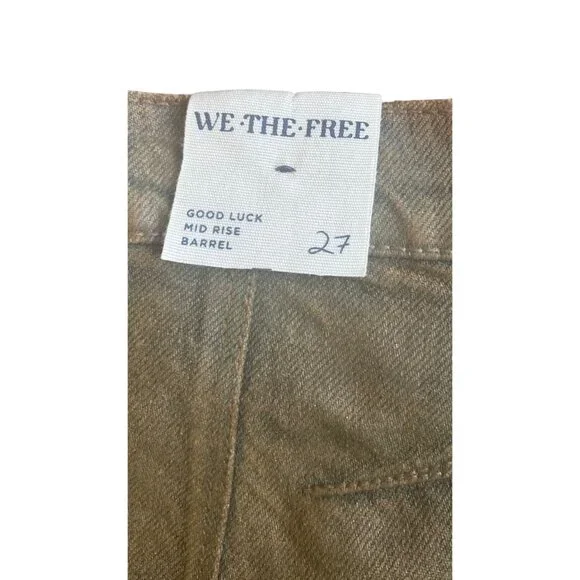 WE·THE·FREE
GOOD LUCK
MID RISE
BARREL
27